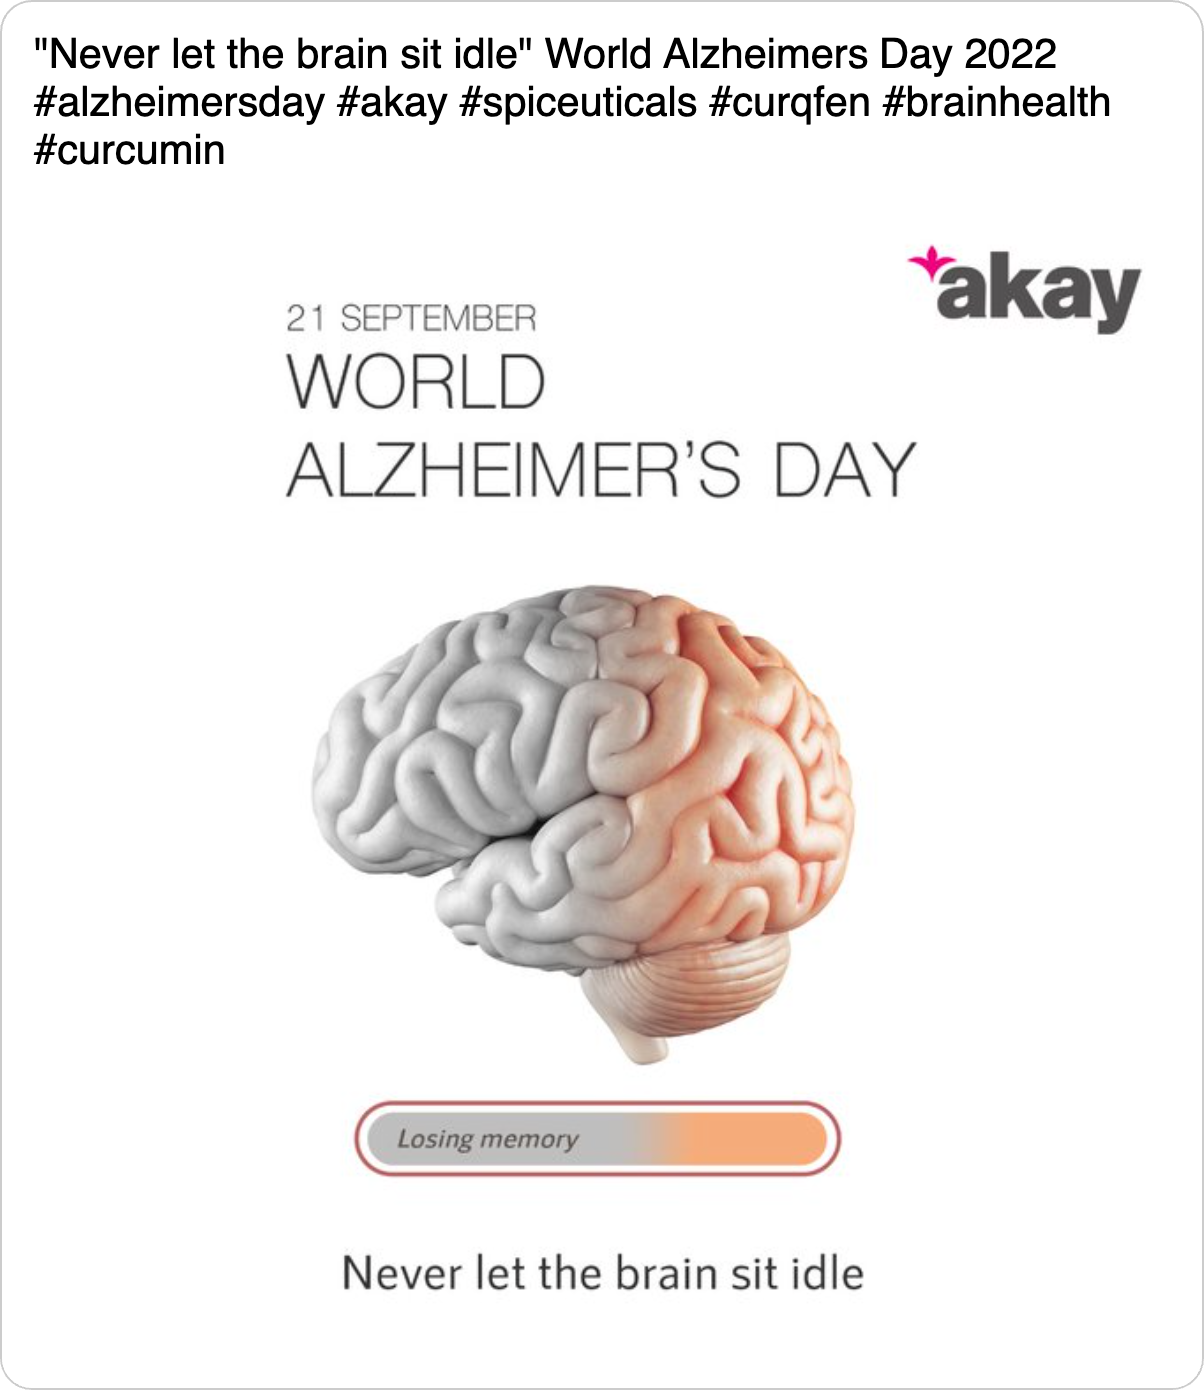 "Never let the brain sit idle" World Alzheimers Day 2022
#alzheimersday #akay #spiceuticals #curqfen #brainhealth
#curcumin
akay
21 SEPTEMBER
WORLD
ALZHEIMER’S DAY
Losing memory
Never let the brain sit idle